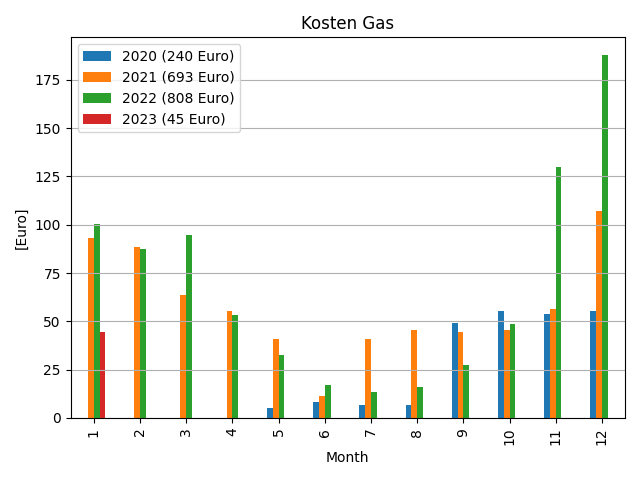 Kosten Gas
2020 (240 Euro)
2021 (693 Euro)
2022 (808 Euro)
2023 (45 Euro)
[Euro]
175
150
125
100
75
50
25
0
1 2 3 4 5 6 7 8 9 10 11 12
Month